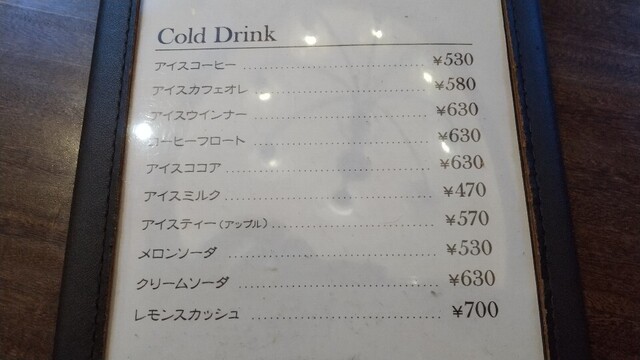 Cold Drink
アイスコーヒー ¥530
アイスカフェオレ ¥580
アイスウインナー ¥630
コーヒーフロート ¥630
アイスココア ¥630
アイスミルク ¥470
アイスティー(アップル) ¥570
メロンソーダ ¥530
クリームソーダ ¥630
レモンスカッシュ ¥700